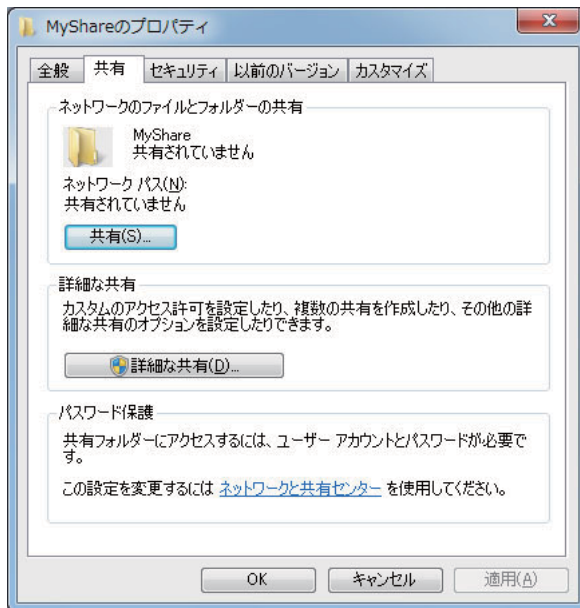 MyShareのプロパティ
全般 共有 セキュリティ 以前のバージョン カスタマイズ
ネットワークのファイルとフォルダーの共有
MyShare
共有されていません
ネットワーク パス(N):
共有されていません
共有(S)...
詳細な共有
カスタムのアクセス許可を設定したり、複数の共有を作成したり、その他の詳
細な共有のオプションを設定したりできます。
詳細な共有(D)...
パスワード保護
共有フォルダーにアクセスするには、ユーザー アカウントとパスワードが必要で
す。
この設定を変更するには ネットワークと共有センター を使用してください。
OK キャンセル 適用(A)